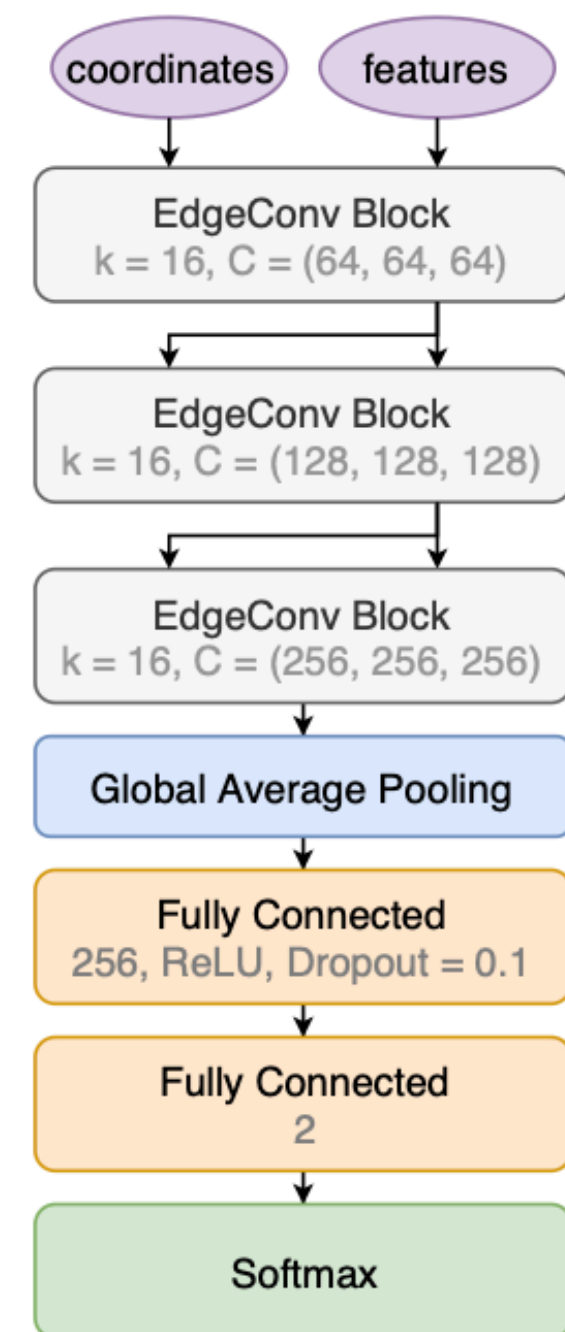 coordinates features
EdgeConv Block
k = 16, C = (64, 64, 64)
EdgeConv Block
k = 16, C = (128, 128, 128)
EdgeConv Block
k = 16, C = (256, 256, 256)
Global Average Pooling
Fully Connected
256, ReLU, Dropout = 0.1
Fully Connected
2
Softmax